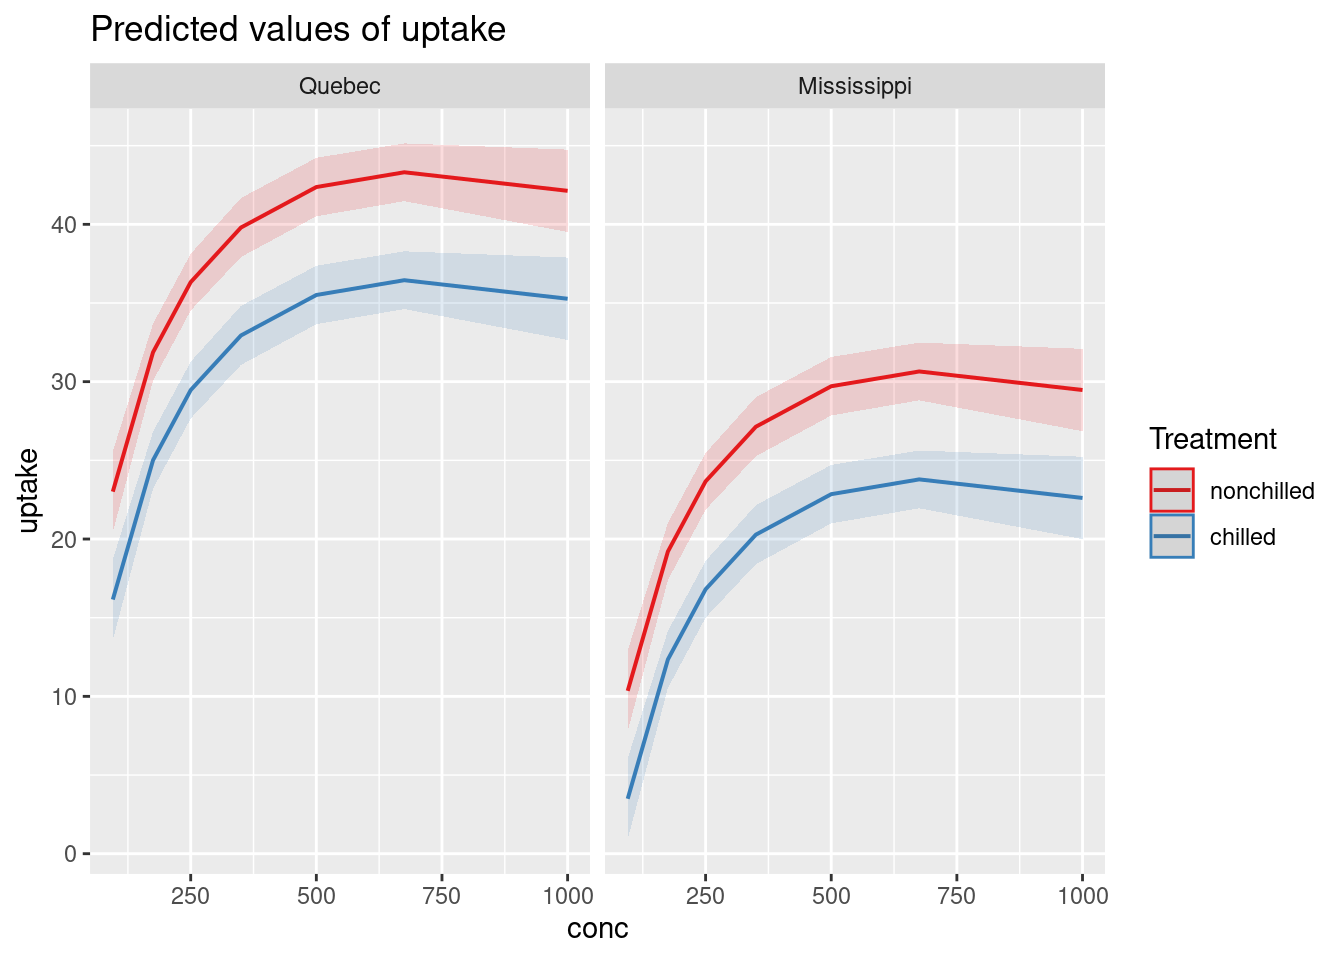 Predicted values of uptake
Quebec
Mississippi
uptake
40
30
20
10
0
250 500 750 1000
250 500 750 1000
conc
Treatment
nonchilled
chilled